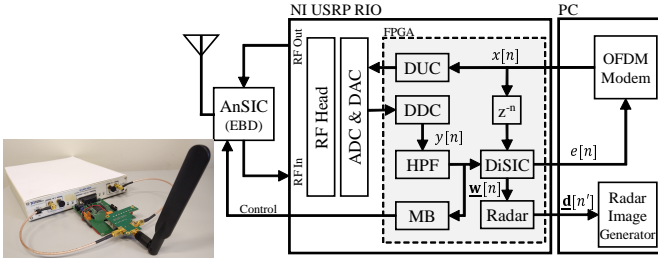 NI USRP RIO
PC
FPGA
RF Out
RF In
RF Head
ADC & DAC
DUC
x[n]
OFDM
Modem
z-n
AnSIC
(EBD)
DDC
y[n]
HPF
DiSIC
e[n]
w[n]
Control
MB
Radar
d[n']
Radar
Image
Generator